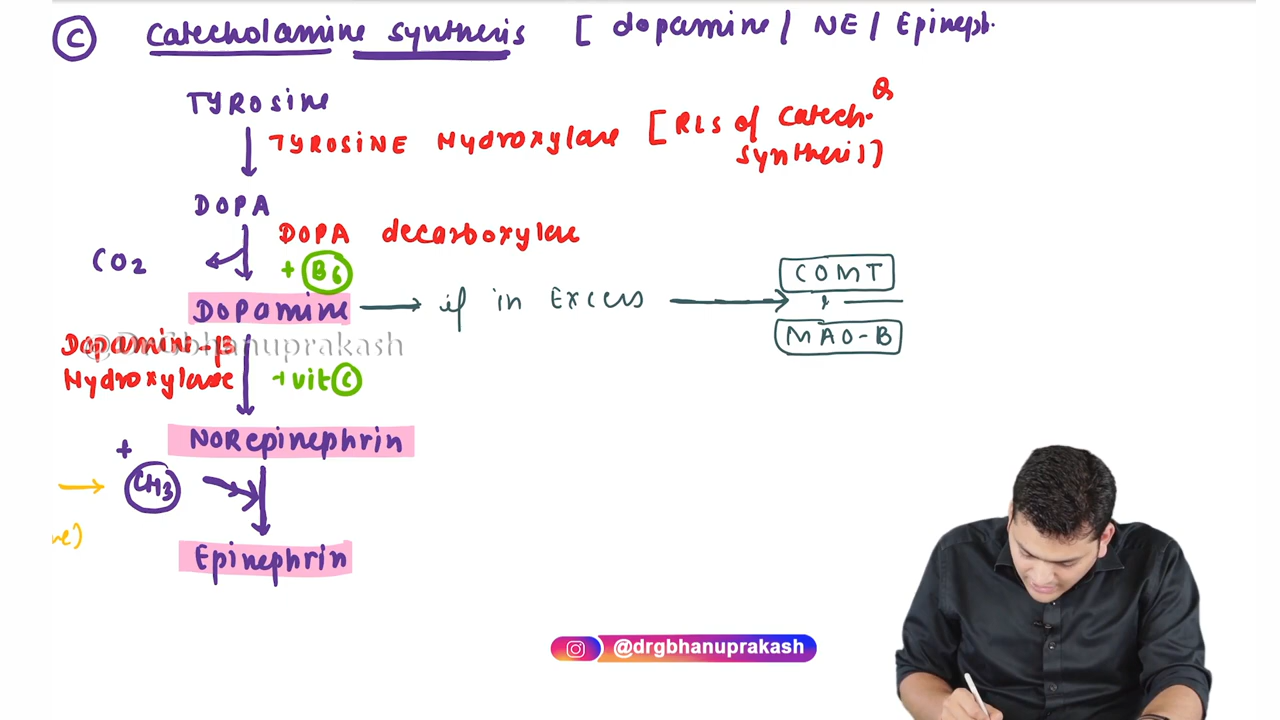 C Catecholamine synthesis [ dopamine / NE / Epineph.
TYROSINE
TYROSINE Hydroxylase [ RLS of Catech.
synthesis]
DOPA
DOPA decarboxylase
CO2
+ B6
DOPAMINE → if in Excess → COMT
MAO-B
@DrGbhanuprakash
Dopamine-β
Hydroxylase
+vit C
NORepinephrin
+
CH3
Epinephrin
@drgbhanuprakash